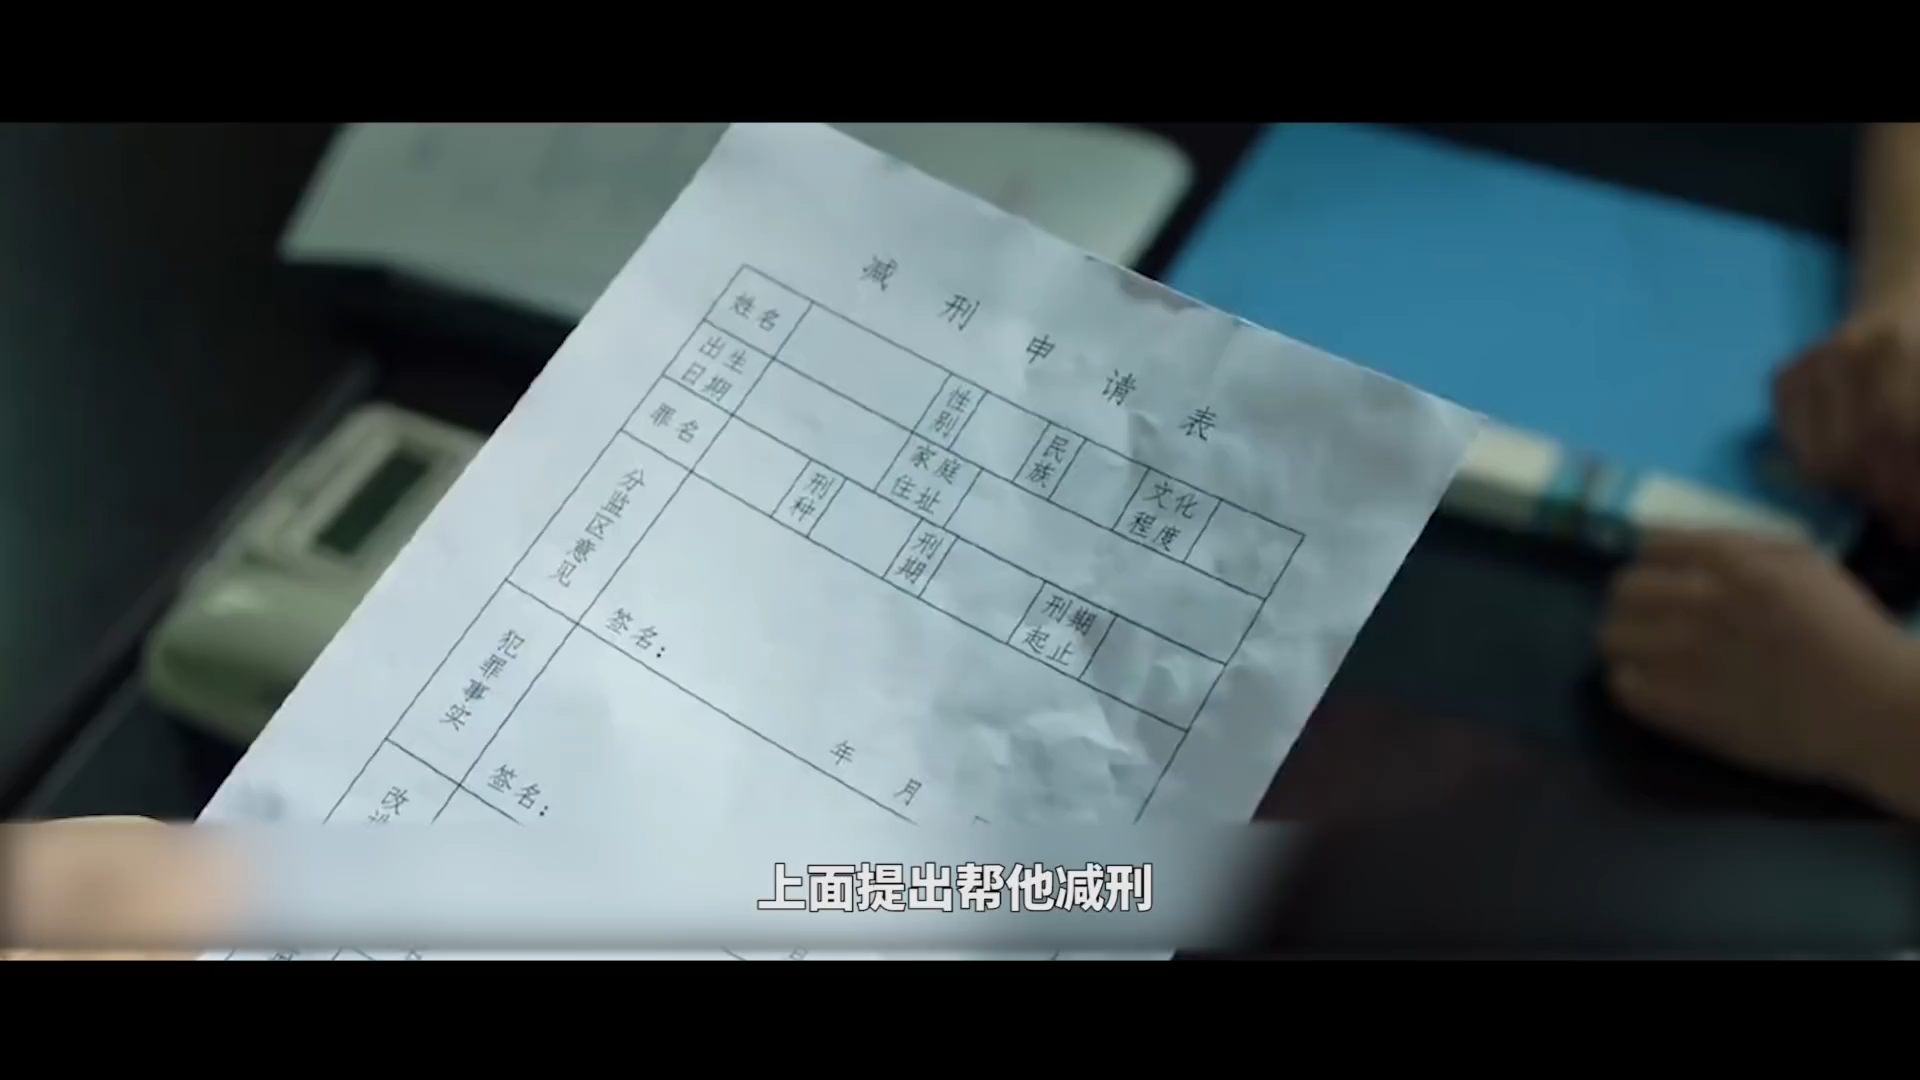 减刑申请表
姓名
性别
民族
文化程度
出生日期
家庭住址
罪名
刑种
刑期
刑期起止
分监区意见
签名：
年 月
犯罪事实
签名：
改
上面提出帮他减刑